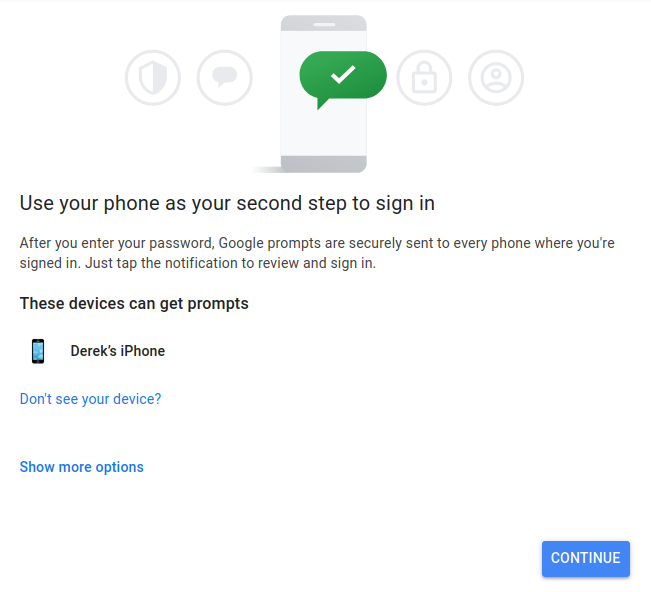 Use your phone as your second step to sign in
After you enter your password, Google prompts are securely sent to every phone where you're
signed in. Just tap the notification to review and sign in.
These devices can get prompts
Derek’s iPhone
Don't see your device?
Show more options
CONTINUE